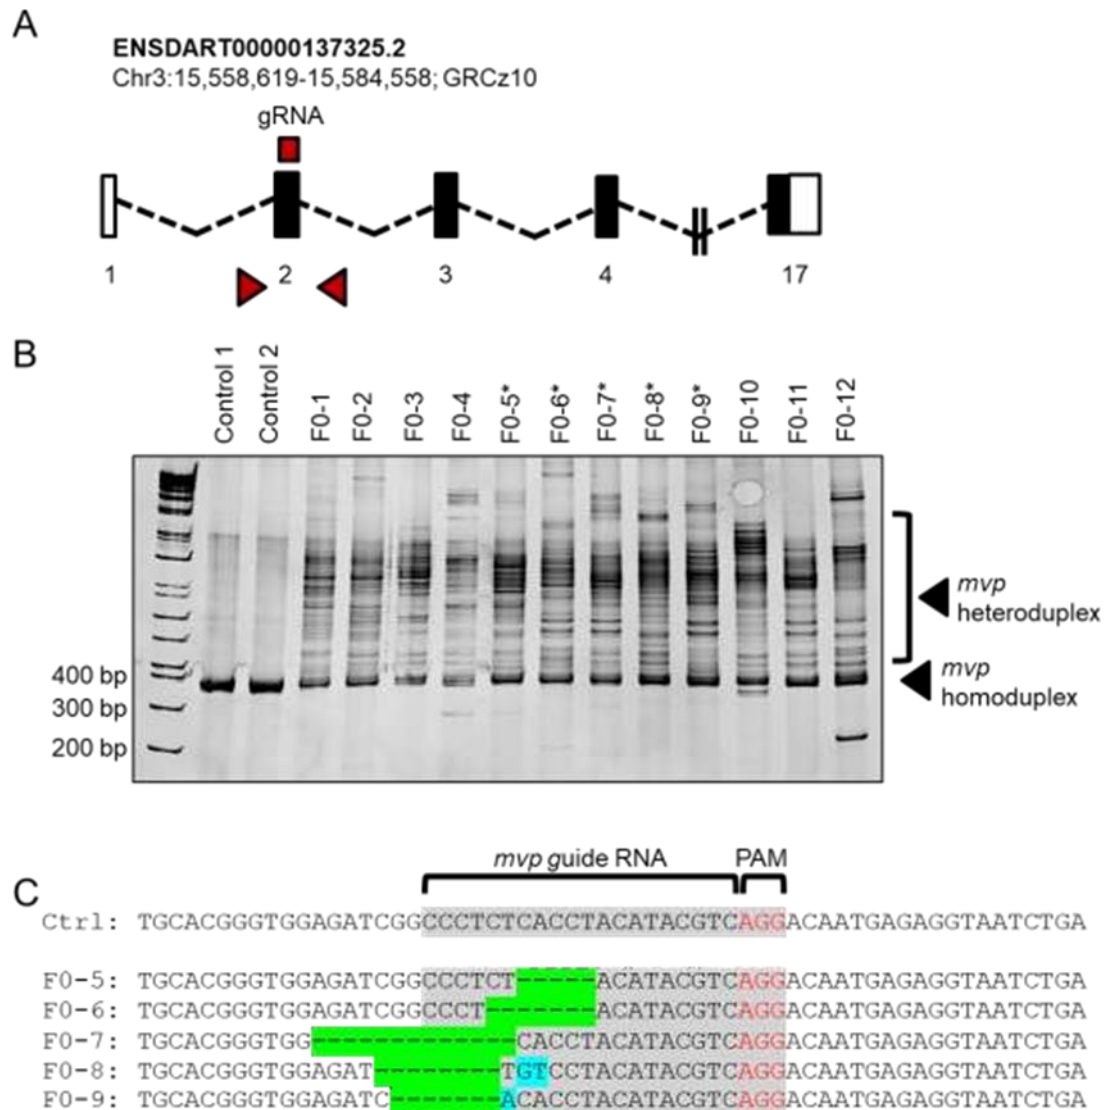 A
ENSDART00000137325.2
Chr3:15,558,619-15,584,558; GRCz10
gRNA
1 2 3 4 17
B
Control 1 Control 2 F0-1 F0-2 F0-3 F0-4 F0-5* F0-6* F0-7* F0-8* F0-9* F0-10 F0-11 F0-12
mvp
heteroduplex
400 bp
mvp
homoduplex
300 bp
200 bp
C
mvp guide RNA PAM
Ctrl: TGCACGGGTGGAGATCGGCCCTCTCACCTACATACGTCAGGACAATGAGAGGTAATCTGA
F0-5: TGCACGGGTGGAGATCGGCCCTCT-----ACATACGTCAGGACAATGAGAGGTAATCTGA
F0-6: TGCACGGGTGGAGATCGGCCCT-------ACATACGTCAGGACAATGAGAGGTAATCTGA
F0-7: TGCACGGGTGG-------------CACCTACATACGTCAGGACAATGAGAGGTAATCTGA
F0-8: TGCACGGGTGGAGAT--------TGTCCTACATACGTCAGGACAATGAGAGGTAATCTGA
F0-9: TGCACGGGTGGAGATC-------ACACCTACATACGTCAGGACAATGAGAGGTAATCTGA